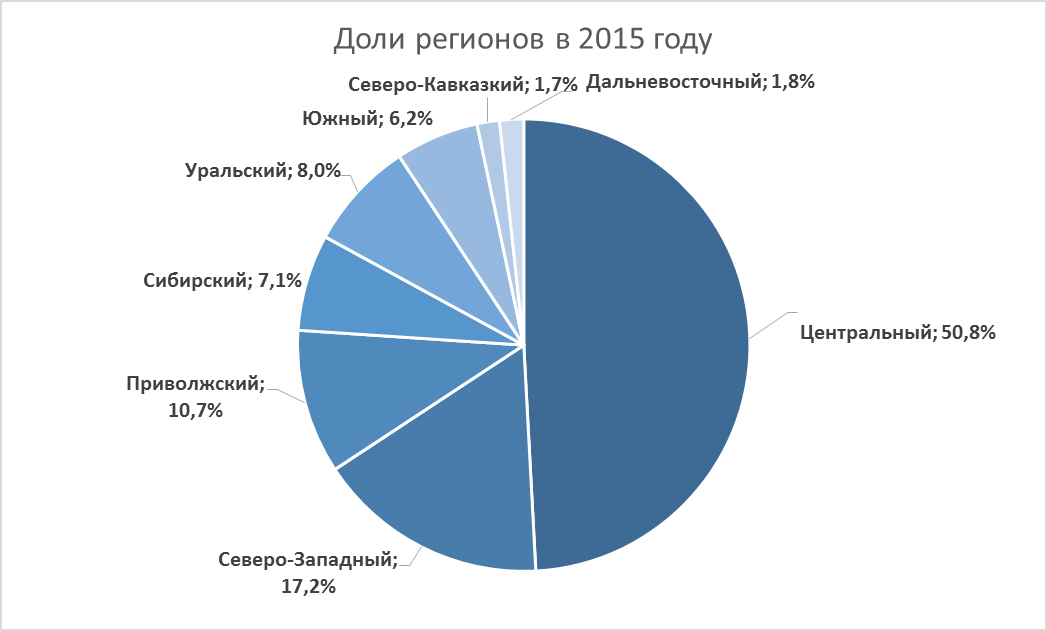 Доли регионов в 2015 году
Северо-Кавказкий; 1,7%
Дальневосточный; 1,8%
Южный; 6,2%
Уральский; 8,0%
Сибирский; 7,1%
Центральный; 50,8%
Приволжский;
10,7%
Северо-Западный;
17,2%